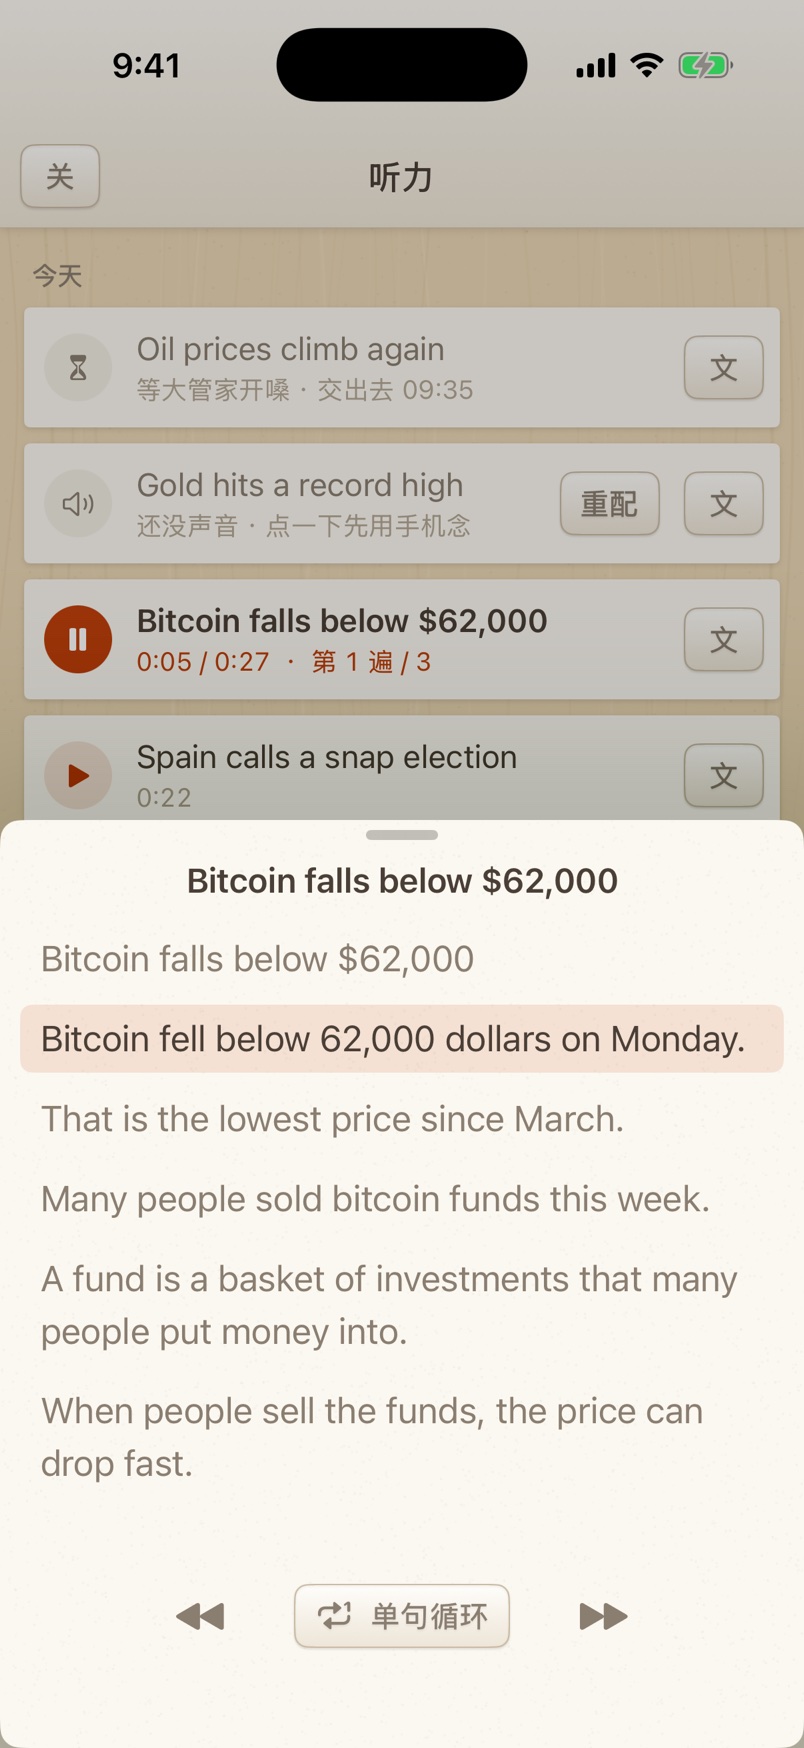 9:41
关
听力
今天
Oil prices climb again
等大管家开嗓 · 交出去 09:35
文
Gold hits a record high
还没声音 · 点一下先用手机念
重配
文
Bitcoin falls below $62,000
0:05 / 0:27 · 第 1 遍 / 3
文
Spain calls a snap election
0:22
文
Bitcoin falls below $62,000
Bitcoin falls below $62,000
Bitcoin fell below 62,000 dollars on Monday.
That is the lowest price since March.
Many people sold bitcoin funds this week.
A fund is a basket of investments that many
people put money into.
When people sell the funds, the price can
drop fast.
单句循环